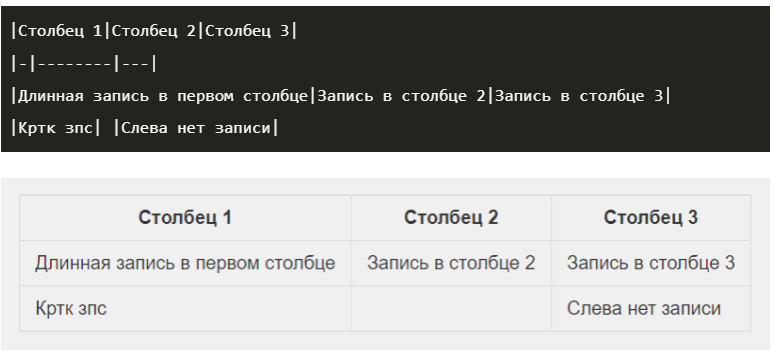 |Столбец 1|Столбец 2|Столбец 3|
|-|--------|---|
|Длинная запись в первом столбце|Запись в столбце 2|Запись в столбце 3|
|Кртк зпс| |Слева нет записи|
Столбец 1 Столбец 2 Столбец 3
Длинная запись в первом столбце Запись в столбце 2 Запись в столбце 3
Кртк зпс Слева нет записи